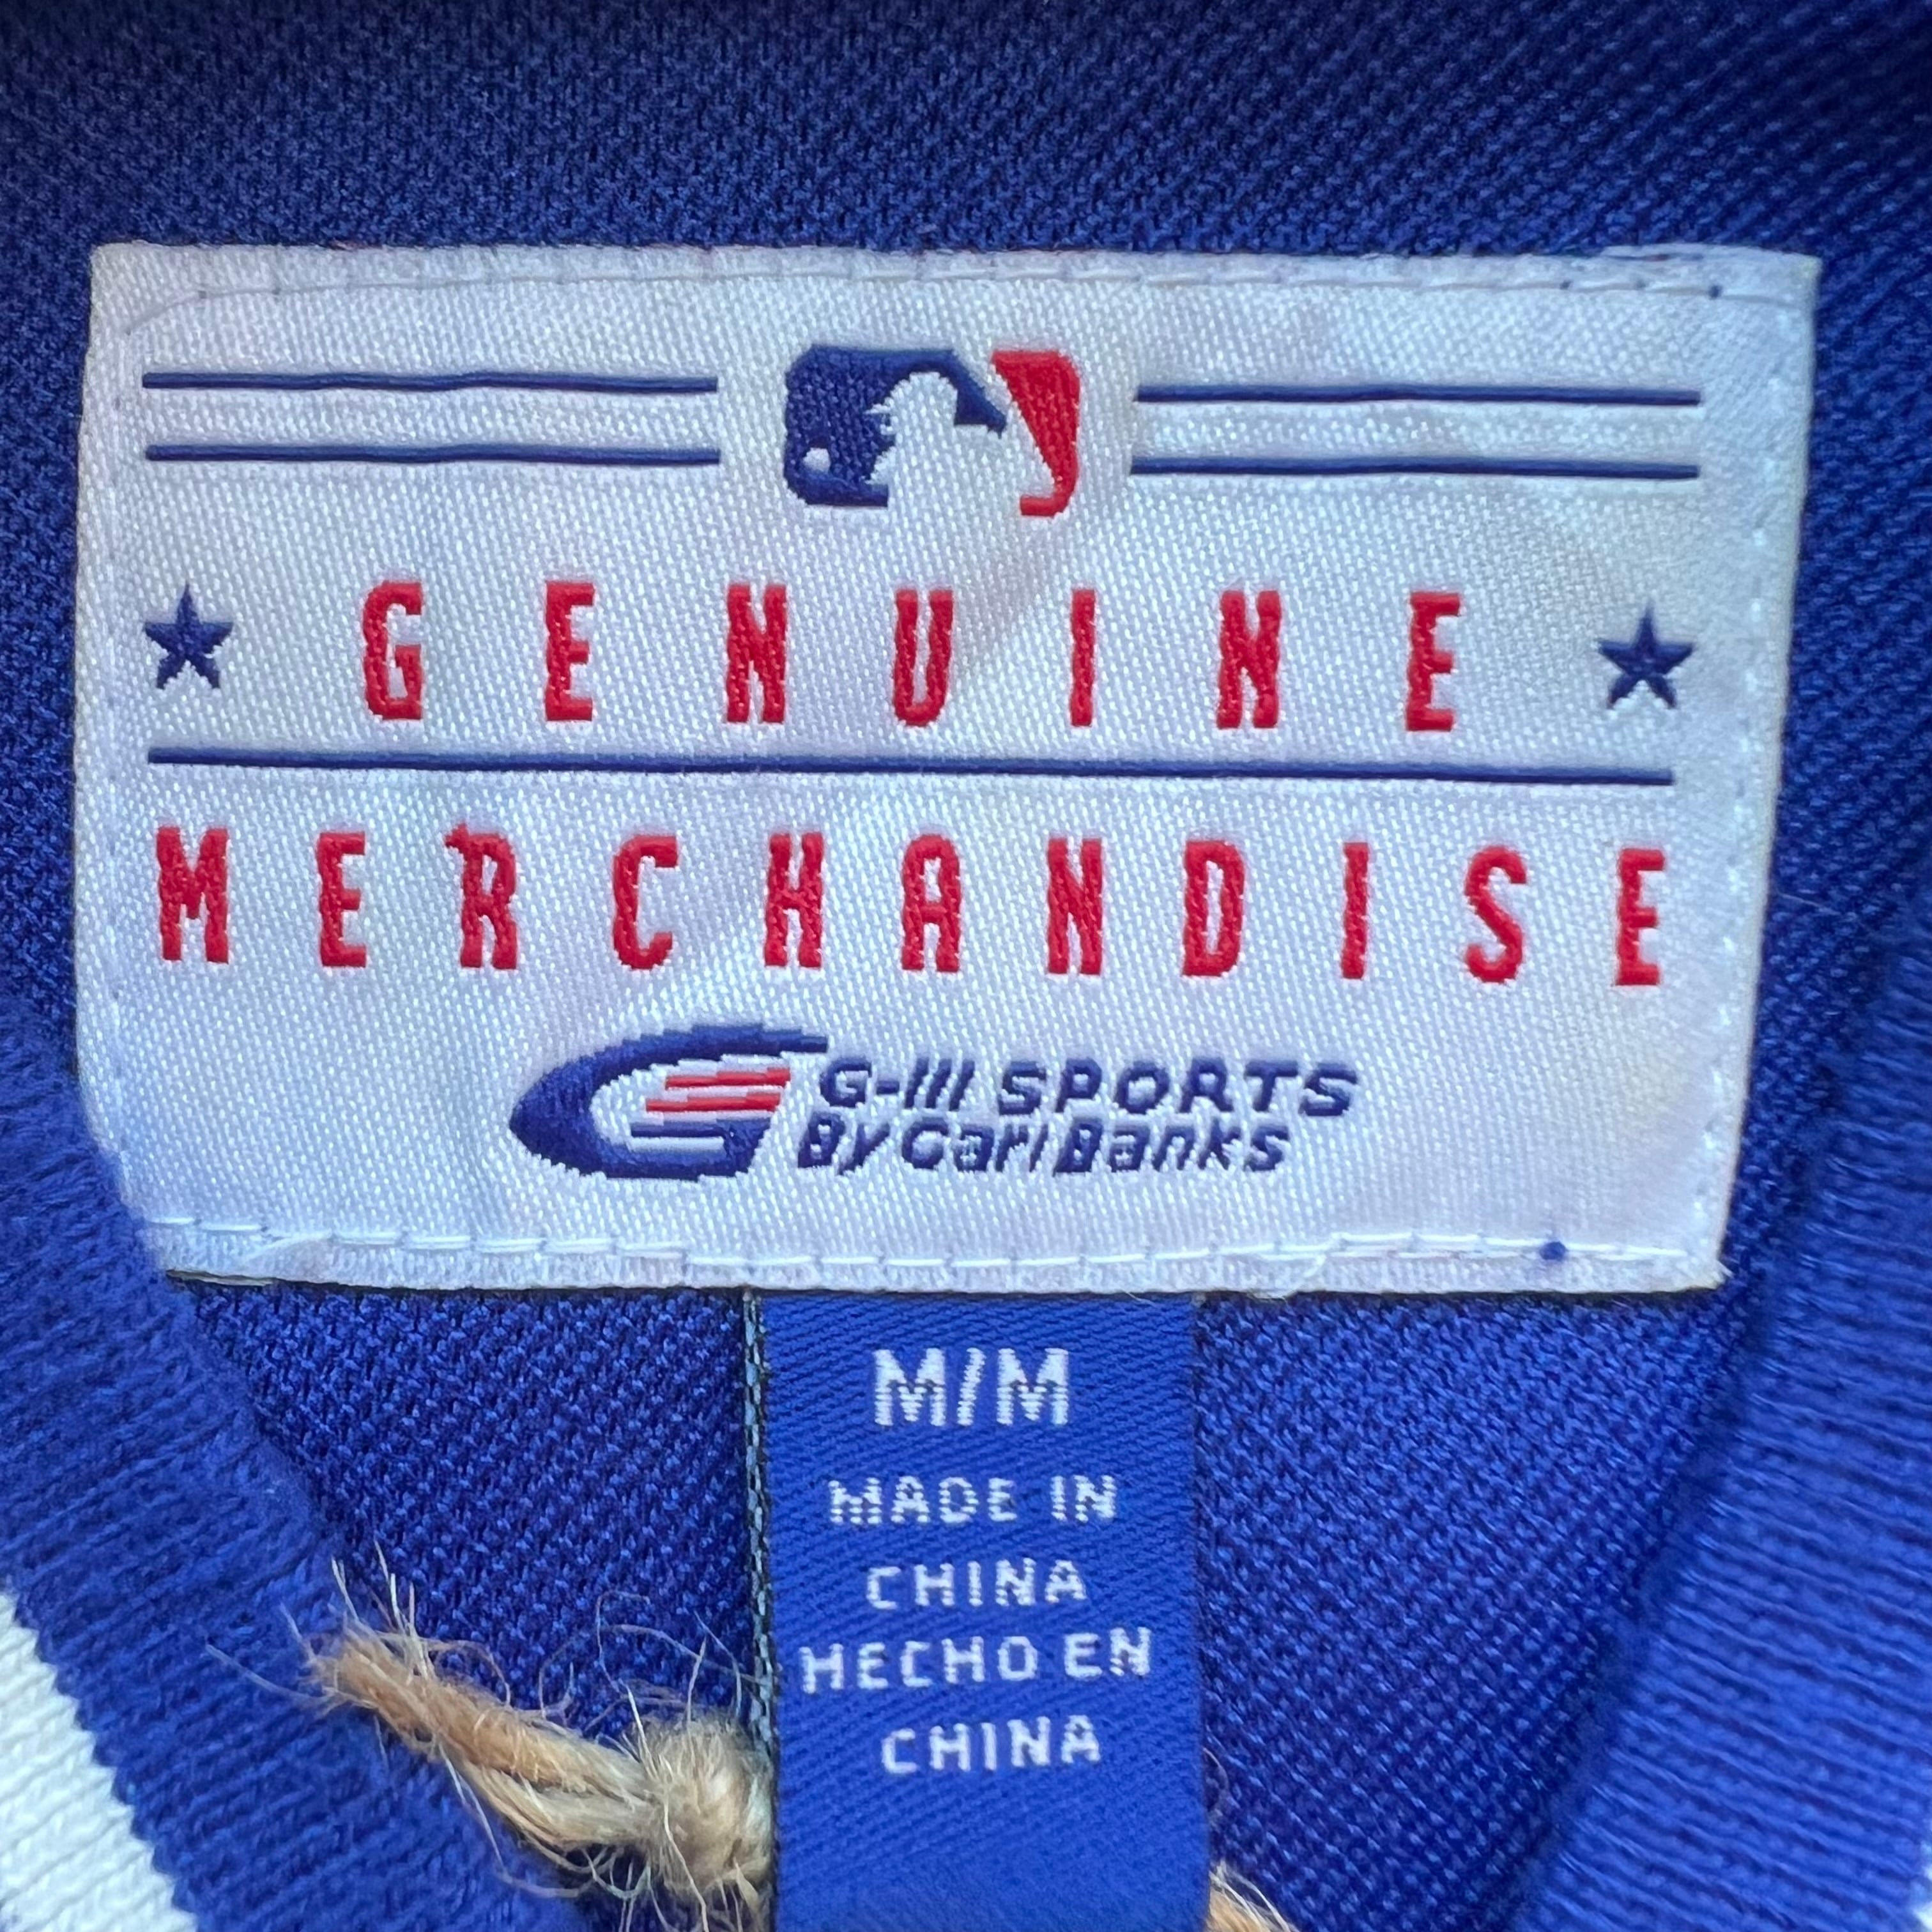 GENUINE
MERCHANDISE
G-III SPORTS
By Carl Banks
M/M
MADE IN
CHINA
HECHO EN
CHINA